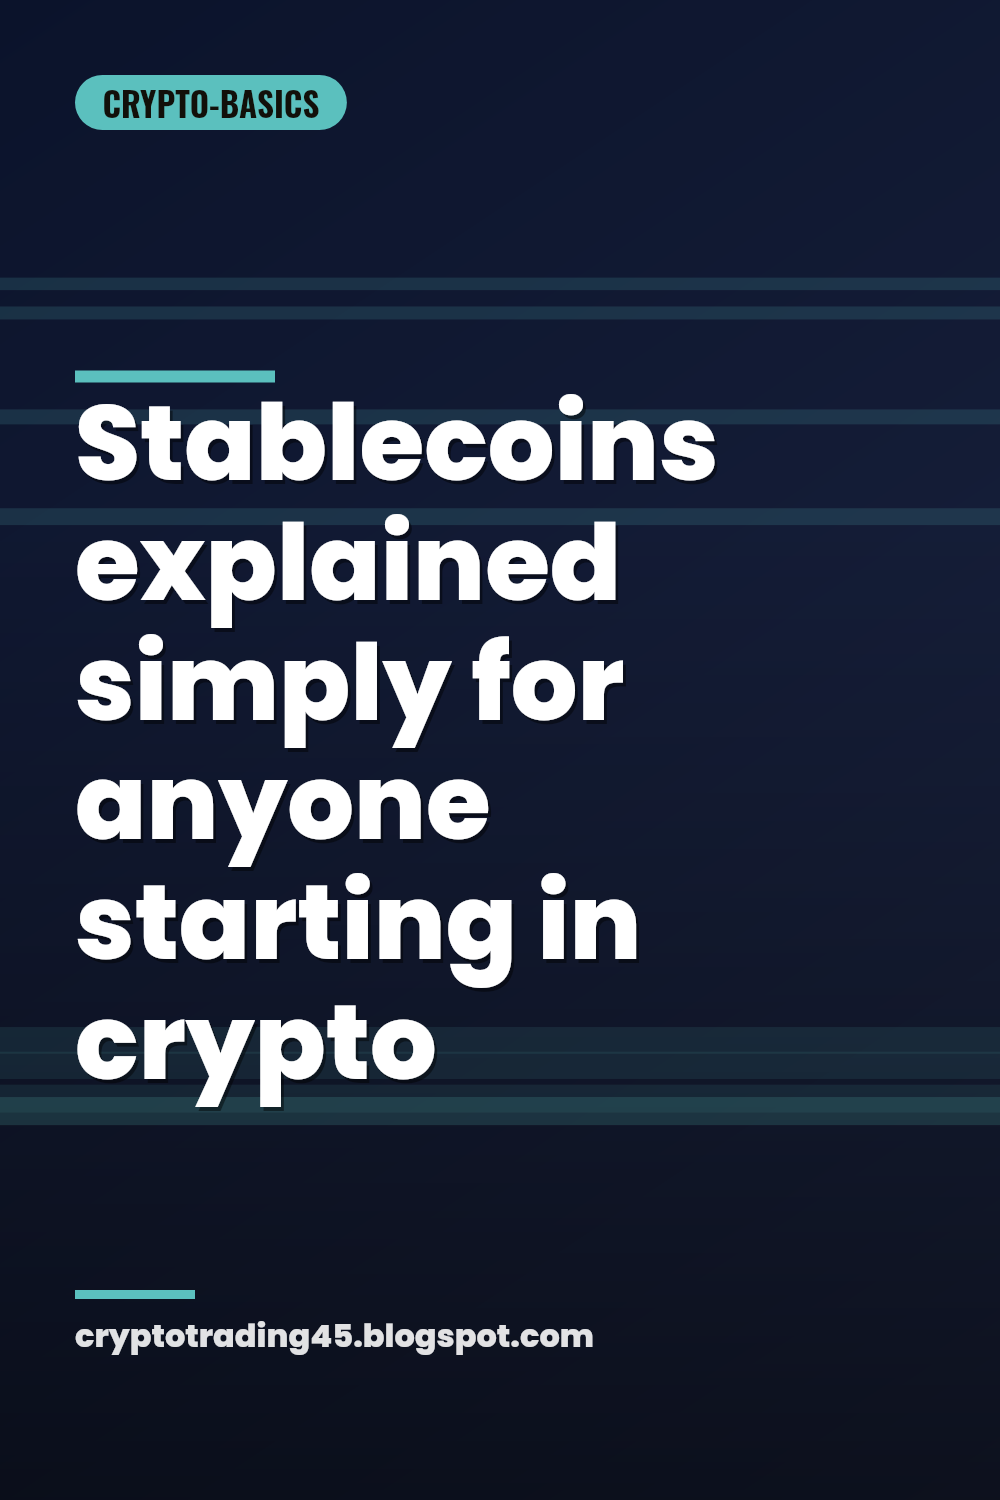 CRYPTO-BASICS
Stablecoins
explained
simply for
anyone
starting in
crypto
cryptotrading45.blogspot.com